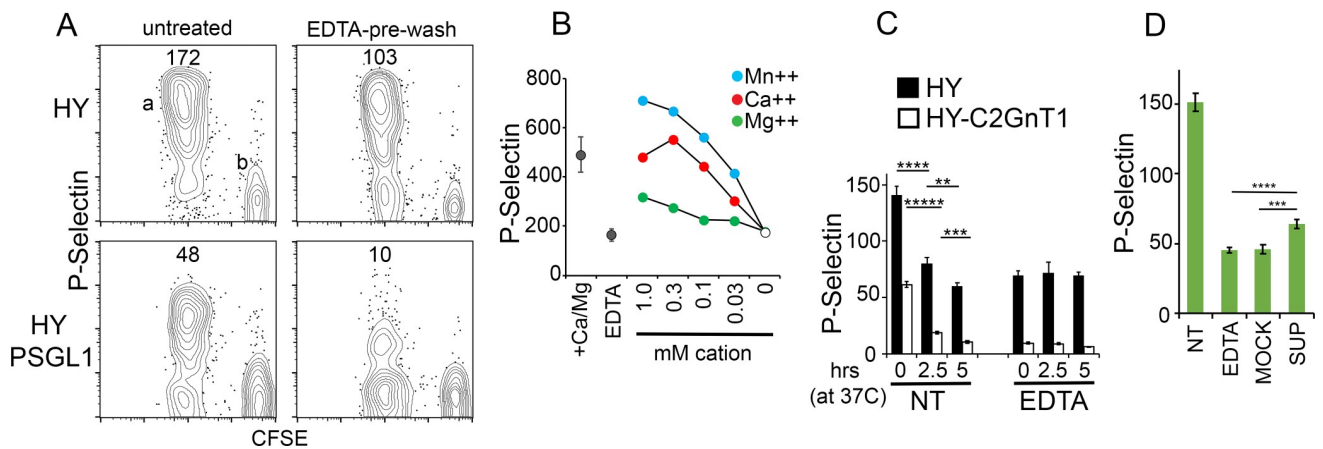 A
untreated
EDTA-pre-wash
HY
172
103
a
b
HY
PSGL1
48
10
P-Selectin
CFSE
B
P-Selectin
800
600
400
200
0
Mn++
Ca++
Mg++
+Ca/Mg
EDTA
1.0
0.3
0.1
0.03
0
mM cation
C
HY
HY-C2GnT1
P-Selectin
150
100
50
0
****
**
*****
***
hrs
0 2.5 5
0 2.5 5
(at 37C)
NT
EDTA
D
P-Selectin
150
100
50
0
****
***
NT
EDTA
MOCK
SUP